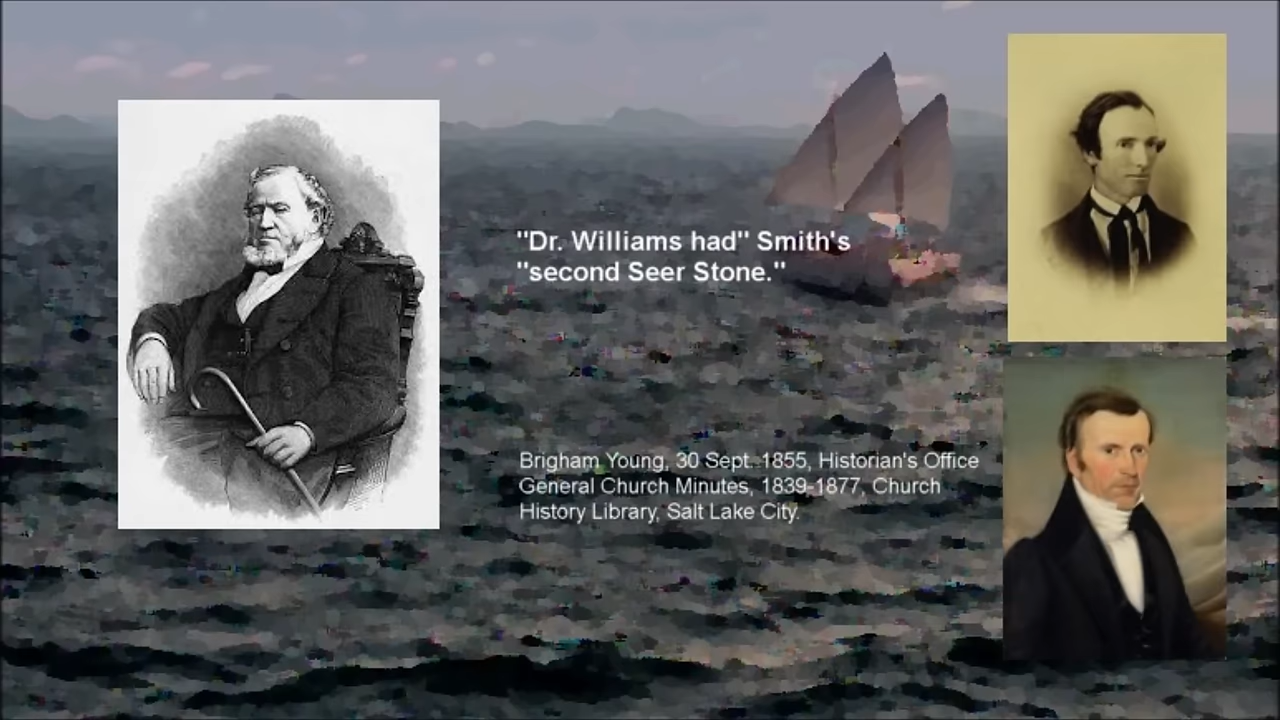 "Dr. Williams had" Smith's
"second Seer Stone."
Brigham Young, 30 Sept. 1855, Historian's Office
General Church Minutes, 1839-1877, Church
History Library, Salt Lake City.